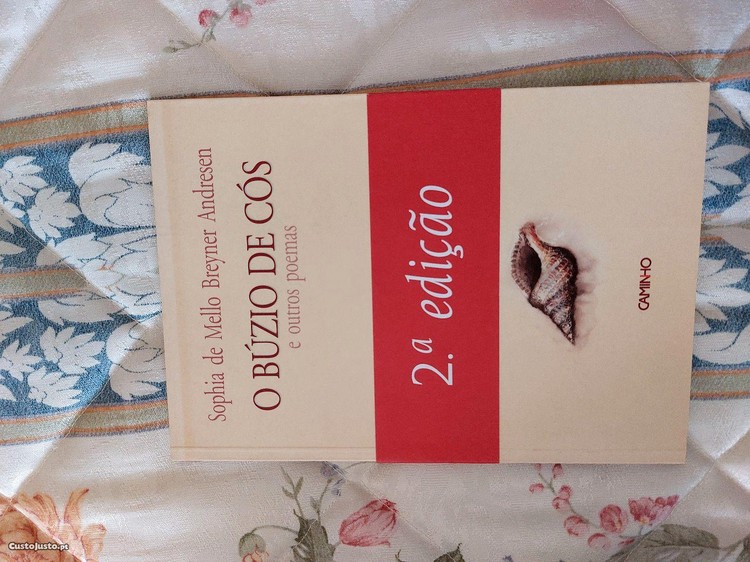 Sophia de Mello Breyner Andresen
O BÚZIO DE CÓS
e outros poemas
2.ª edição
CAMINHO
CustoJusto.pt